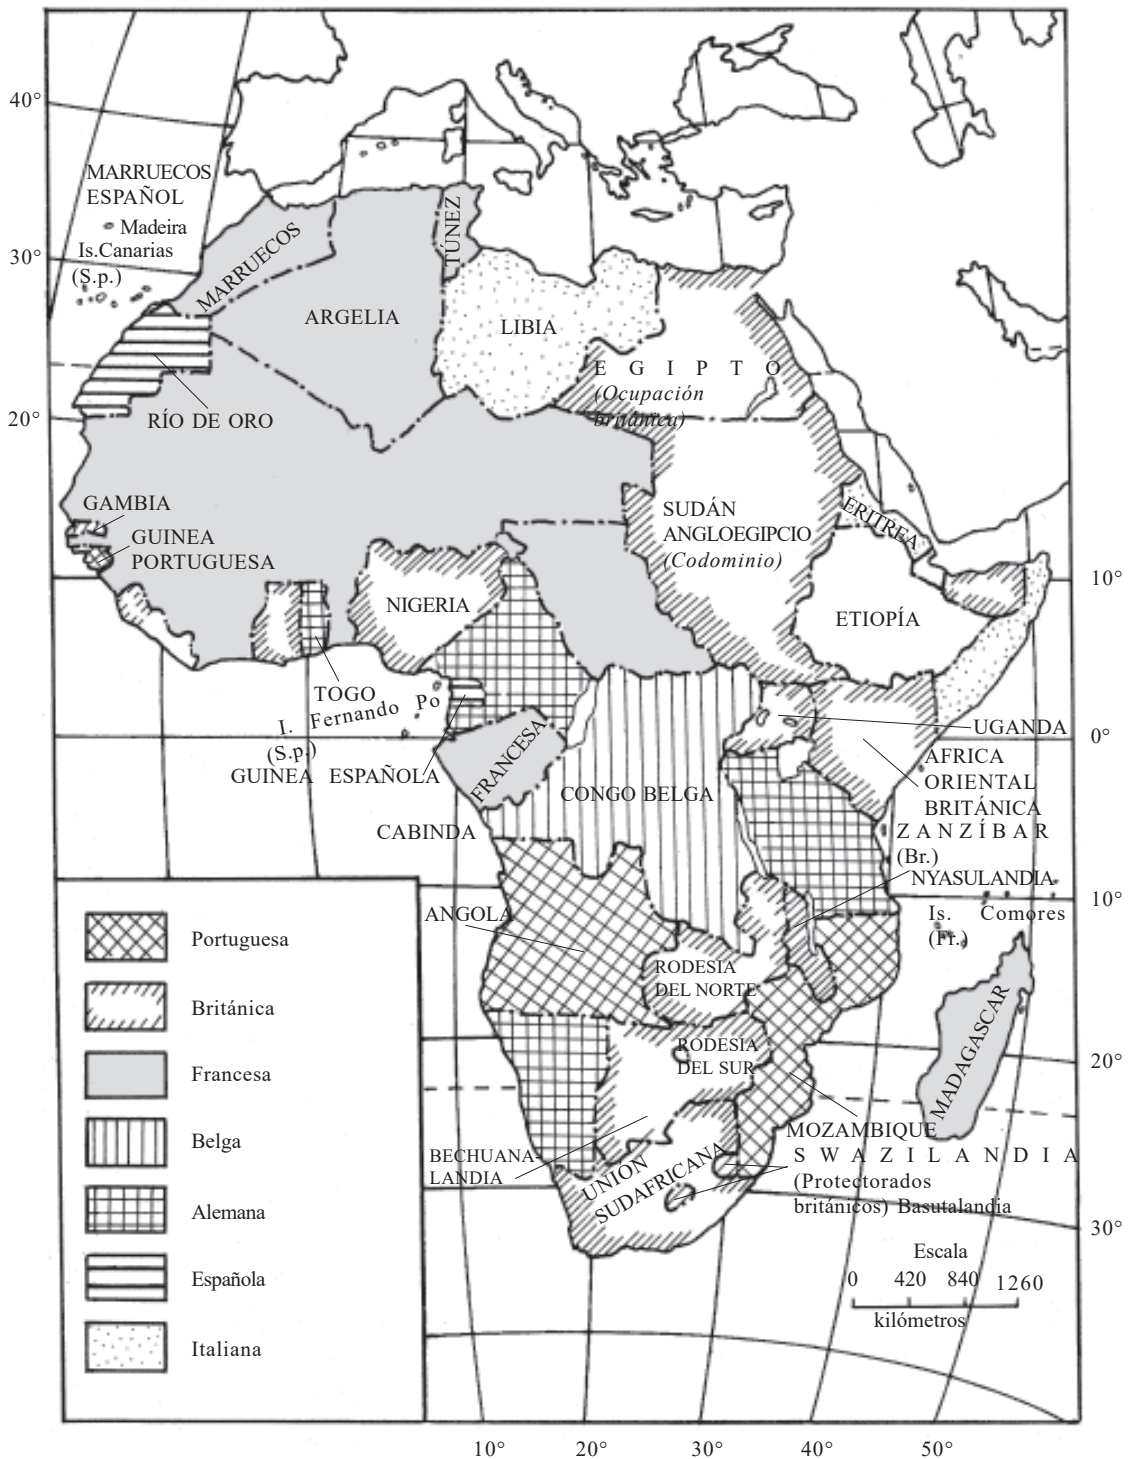 40°
MARRUECOS
ESPAÑOL
Madeira
Is.Canarias
(S.p.)
30°
MARRUECOS
TÚNEZ
ARGELIA
LIBIA
E G I P T O
(Ocupación
británica)
RÍO DE ORO
20°
GAMBIA
GUINEA
PORTUGUESA
SUDÁN
ANGLOEGIPCIO
(Codominio)
ERITREA
10°
NIGERIA
ETIOPÍA
TOGO
I. Fernando Po
(S.p.)
UGANDA
0°
GUINEA ESPAÑOLA
FRANCESA
AFRICA
ORIENTAL
BRITÁNICA
CONGO BELGA
CABINDA
ZANZÍBAR
(Br.)
NYASULANDIA
10°
ANGOLA
Is. Comores
(Fr.)
Portuguesa
RODESIA
DEL NORTE
Británica
MADAGASCAR
RODESIA
DEL SUR
20°
Francesa
MOZAMBIQUE
Belga
BECHUANA-
LANDIA
UNIÓN
SUDAFRICANA
SWAZILANDIA
(Protectorados
británicos) Basutalandia
Alemana
30°
Escala
Española
0 420 840 1260
kilómetros
Italiana
10° 20° 30° 40° 50°